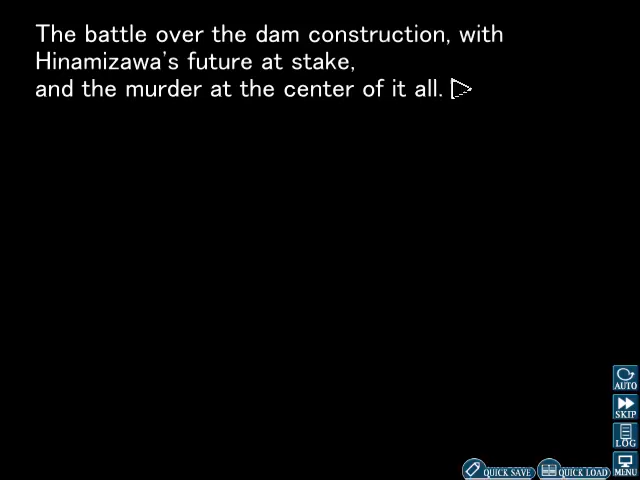 The battle over the dam construction, with
Hinamizawa's future at stake,
and the murder at the center of it all.
AUTO
SKIP
LOG
MENU
QUICK SAVE
QUICK LOAD